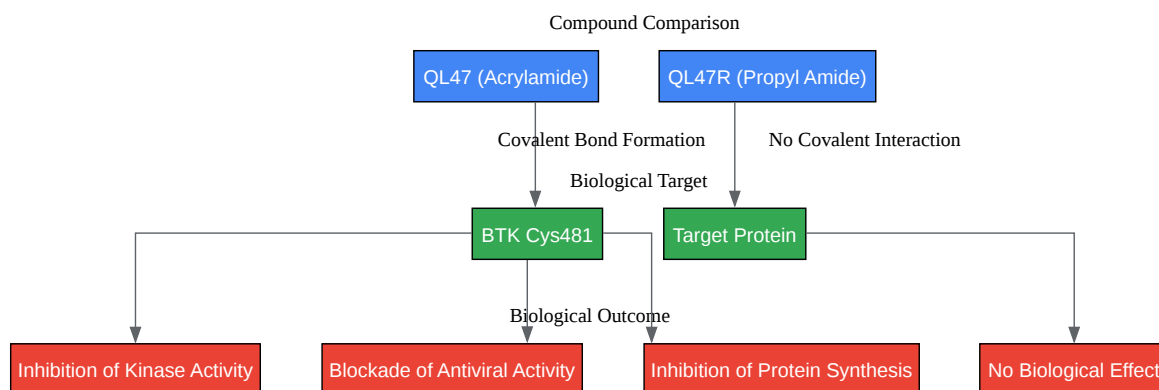 Compound Comparison
QL47 (Acrylamide)
QL47R (Propyl Amide)
Covalent Bond Formation
No Covalent Interaction
Biological Target
BTK Cys481
Target Protein
Biological Outcome
Inhibition of Kinase Activity
Blockade of Antiviral Activity
Inhibition of Protein Synthesis
No Biological Effect